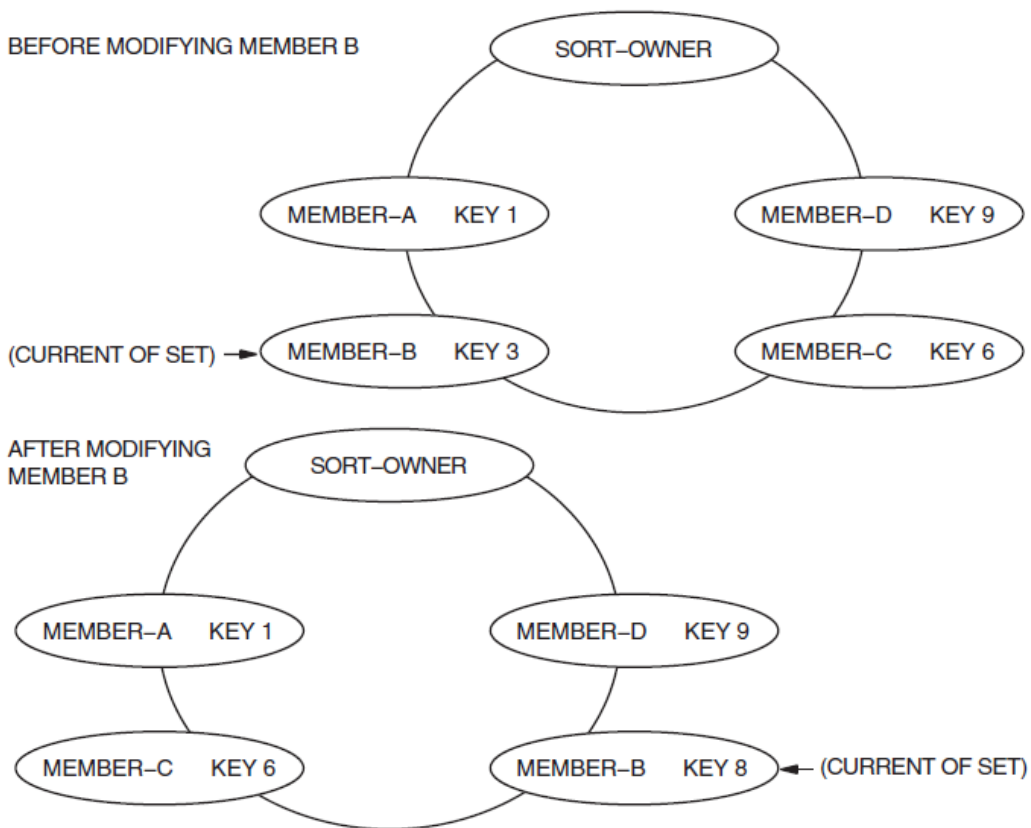 BEFORE MODIFYING MEMBER B
SORT–OWNER
MEMBER–A KEY 1
MEMBER–D KEY 9
(CURRENT OF SET)
MEMBER–B KEY 3
MEMBER–C KEY 6
AFTER MODIFYING
MEMBER B
SORT–OWNER
MEMBER–A KEY 1
MEMBER–D KEY 9
MEMBER–C KEY 6
MEMBER–B KEY 8
(CURRENT OF SET)